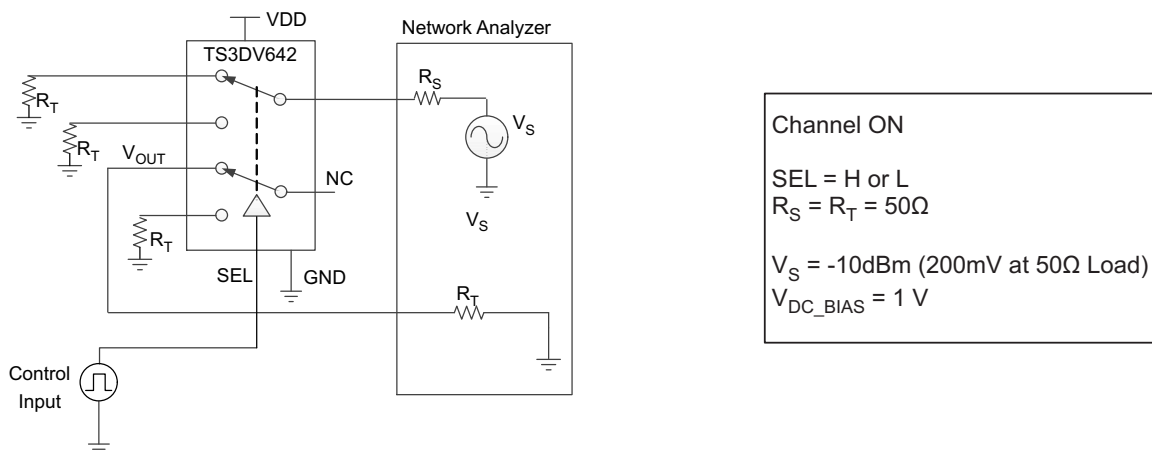 VDD
Network Analyzer
TS3DV642
R_S
R_T
V_S
R_T
V_OUT
NC
V_S
R_T
SEL
GND
R_T
Control
Input
Channel ON
SEL = H or L
R_S = R_T = 50Ω
V_S = -10dBm (200mV at 50Ω Load)
V_DC_BIAS = 1 V